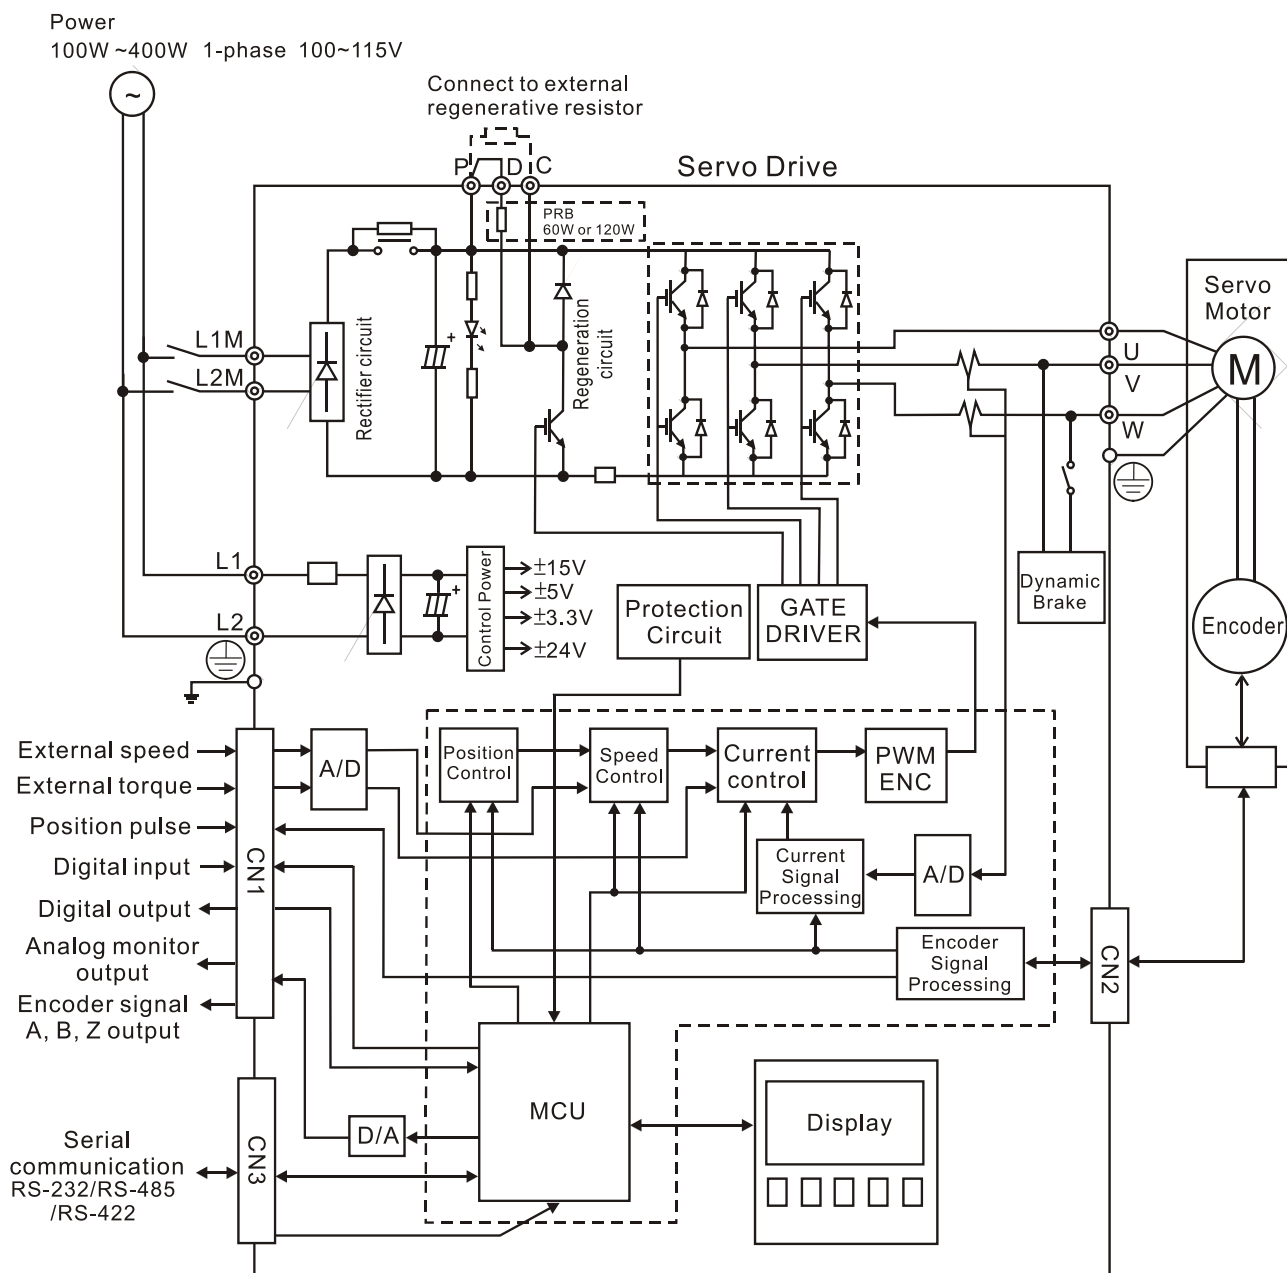 Power
100W ~400W 1-phase 100~115V
~
Connect to external
regenerative resistor
P
D
C
Servo Drive
PRB
60W or 120W
Servo
Motor
L1M
L2M
Rectifier circuit
+
Regeneration
circuit
U
V
W
M
L1
L2
+
Control Power
±15V
±5V
±3.3V
±24V
Protection
Circuit
GATE
DRIVER
Dynamic
Brake
Encoder
External speed
External torque
Position pulse
Digital input
Digital output
Analog monitor
output
Encoder signal
A, B, Z output
CN1
A/D
Position
Control
Speed
Control
Current
control
PWM
ENC
Current
Signal
Processing
A/D
Encoder
Signal
Processing
CN2
MCU
D/A
Display
Serial
communication
RS-232/RS-485
/RS-422
CN3